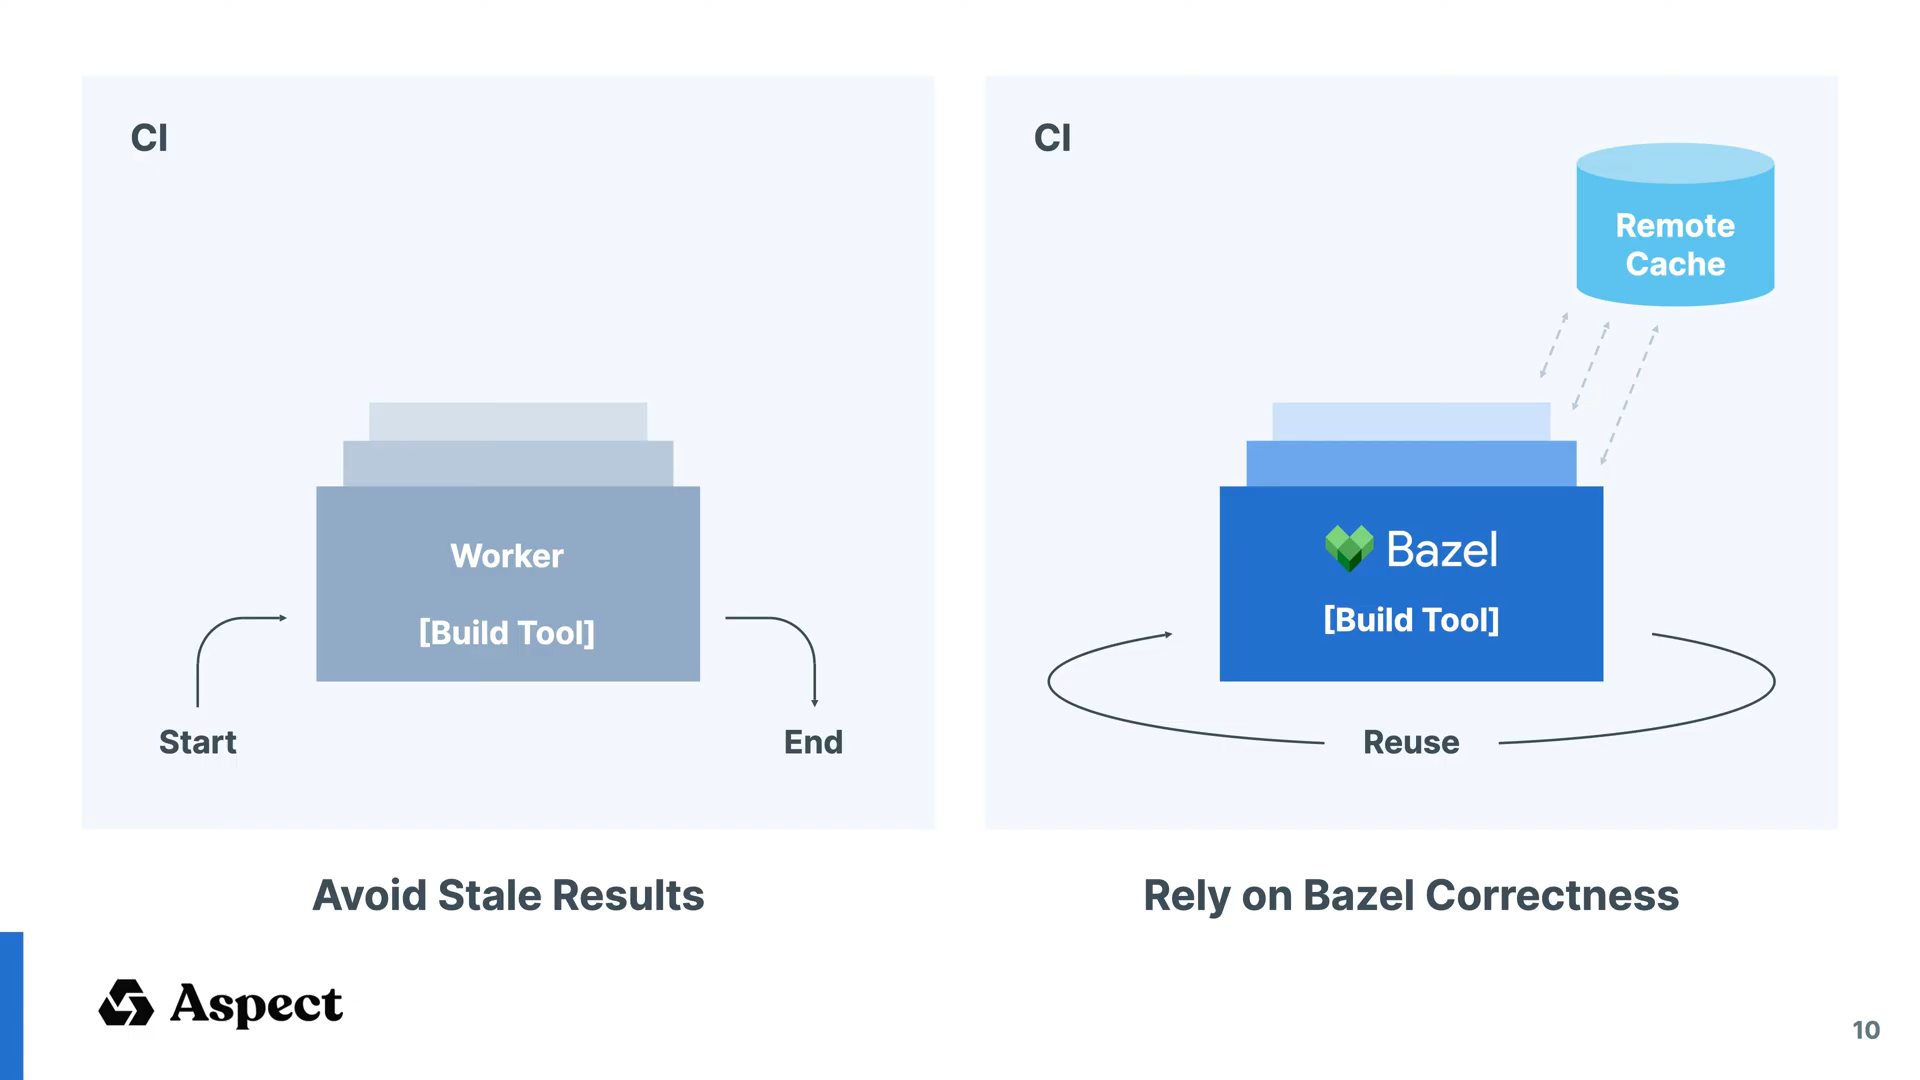 CI
Worker
[Build Tool]
Start
End
Avoid Stale Results
CI
Remote
Cache
Bazel
[Build Tool]
Reuse
Rely on Bazel Correctness
Aspect
10